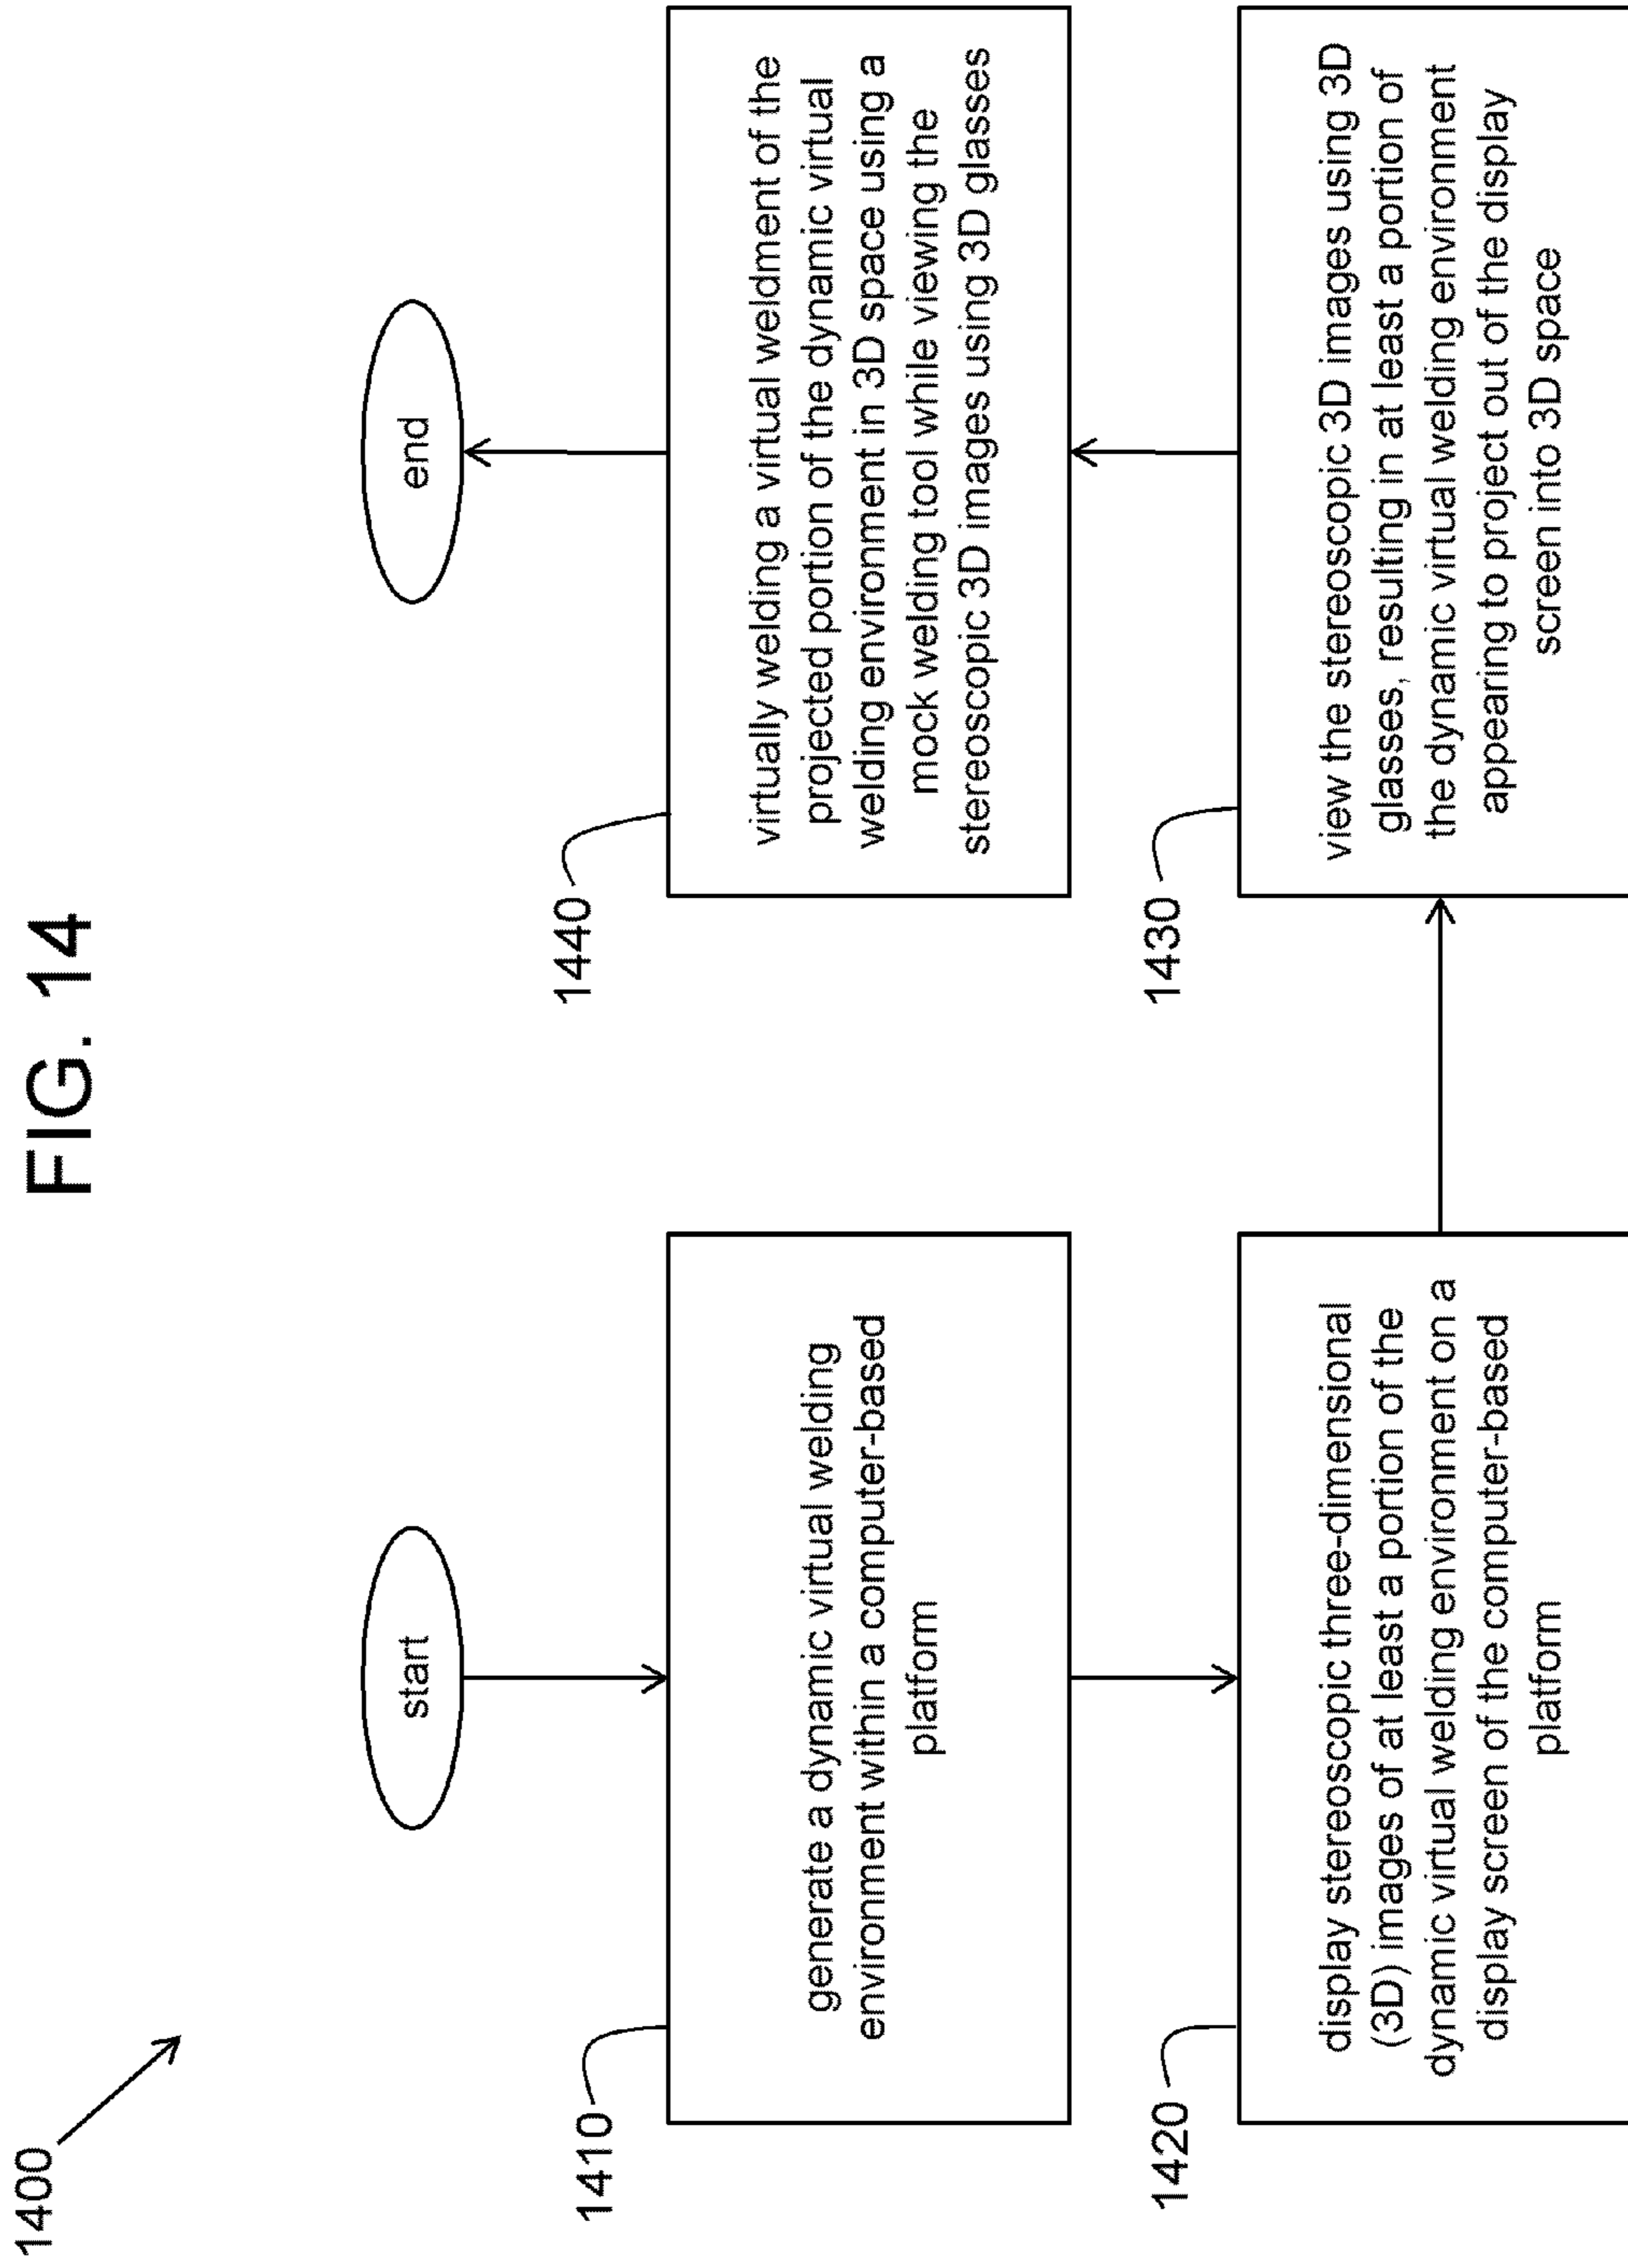 FIG. 14
1400
start
1410
generate a dynamic virtual welding
environment within a computer-based
platform
1420
display stereoscopic three-dimensional
(3D) images of at least a portion of the
dynamic virtual welding environment on a
display screen of the computer-based
platform
1430
view the stereoscopic 3D images using 3D
glasses, resulting in at least a portion of
the dynamic virtual welding environment
appearing to project out of the display
screen into 3D space
1440
virtually welding a virtual weldment of the
projected portion of the dynamic virtual
welding environment in 3D space using a
mock welding tool while viewing the
stereoscopic 3D images using 3D glasses
end